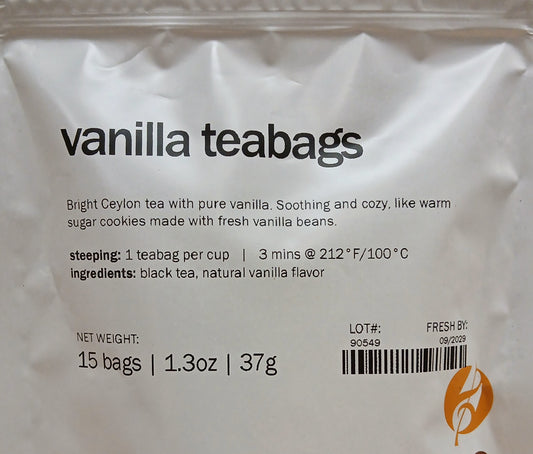 vanilla teabags
Bright Ceylon tea with pure vanilla. Soothing and cozy, like warm
sugar cookies made with fresh vanilla beans.
steeping: 1 teabag per cup | 3 mins @ 212°F/100°C
ingredients: black tea, natural vanilla flavor
NET WEIGHT:
15 bags | 1.3oz | 37g
LOT#: FRESH BY:
90549 09/2029